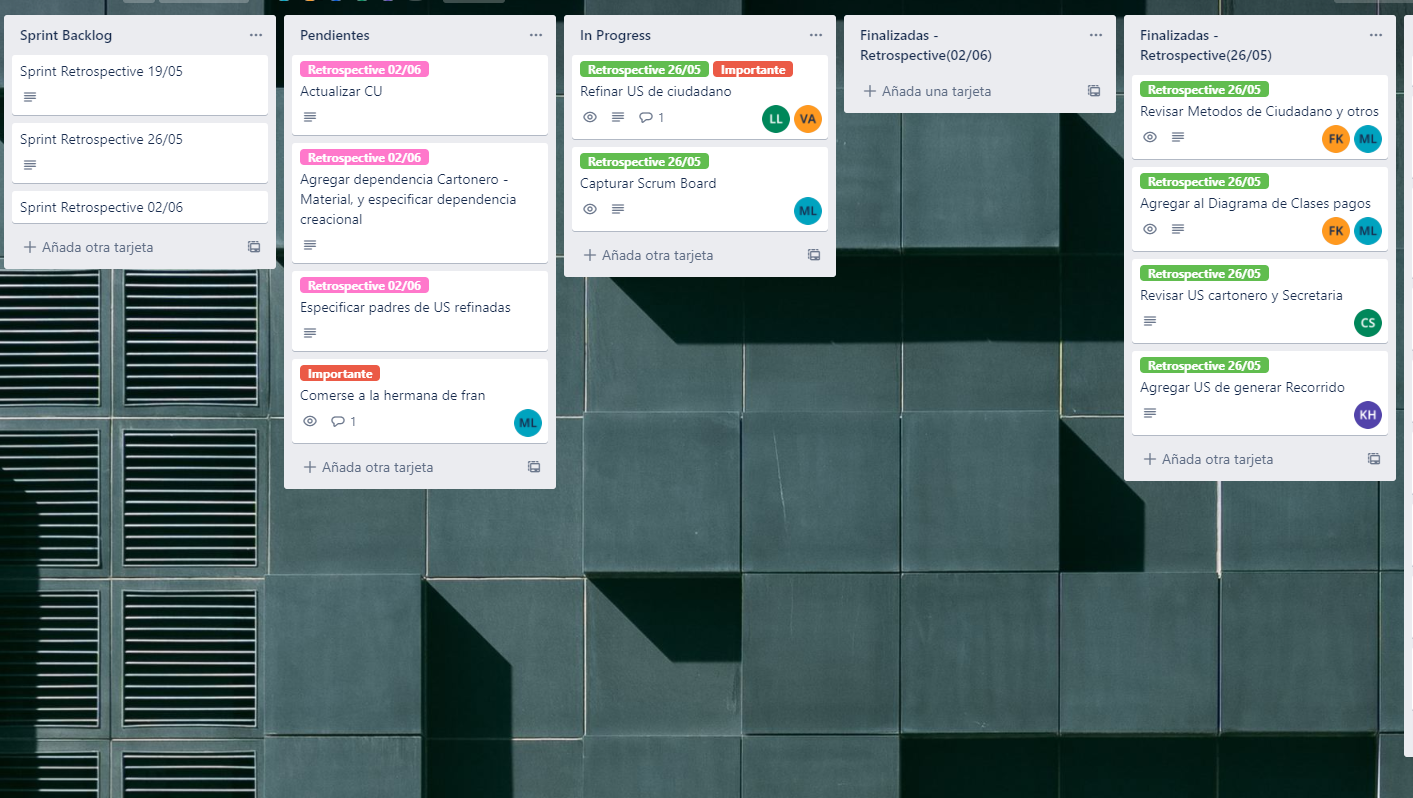 Sprint Backlog
Sprint Retrospective 19/05
Sprint Retrospective 26/05
Sprint Retrospective 02/06
Añada otra tarjeta
Pendientes
Retrospective 02/06
Actualizar CU
Retrospective 02/06
Agregar dependencia Cartonero -
Material, y especificar dependencia
creacional
Retrospective 02/06
Especificar padres de US refinadas
Importante
Comerse a la hermana de fran
1
ML
Añada otra tarjeta
In Progress
Retrospective 26/05 Importante
Refinar US de ciudadano
1 LL VA
Retrospective 26/05
Capturar Scrum Board
ML
Añada otra tarjeta
Finalizadas -
Retrospective(02/06)
Añada una tarjeta
Finalizadas -
Retrospective(26/05)
Retrospective 26/05
Revisar Metodos de Ciudadano y otros
FK ML
Retrospective 26/05
Agregar al Diagrama de Clases pagos
FK ML
Retrospective 26/05
Revisar US cartonero y Secretaria
CS
Retrospective 26/05
Agregar US de generar Recorrido
KH
Añada otra tarjeta